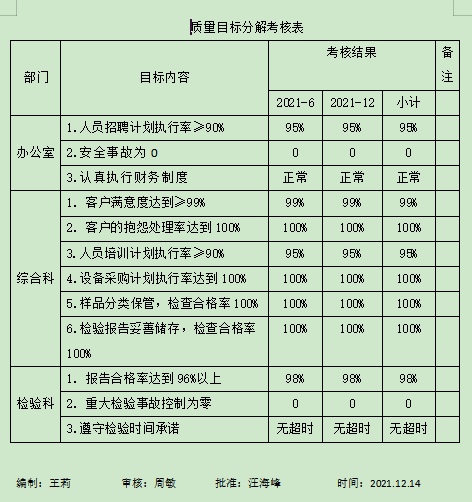 质量目标分解考核表
部门 目标内容 考核结果 备注
2021-6 2021-12 小计
办公室 1.人员招聘计划执行率≥90% 95% 95% 95%
2.安全事故为 0 0 0 0
3.认真执行财务制度 正常 正常 正常
综合科 1. 客户满意度达到≥99% 99% 99% 99%
2. 客户的抱怨处理率达到 100% 100% 100% 100%
3.人员培训计划执行率≥90% 95% 95% 95%
4.设备采购计划执行率达到 100% 100% 100% 100%
5.样品分类保管，检查合格率 100% 100% 100% 100%
6.检验报告妥善储存，检查合格率 100% 100% 100%
100%
检验科 1. 报告合格率达到 96%以上 98% 98% 98%
2. 重大检验事故控制为零 0 0 0
3.遵守检验时间承诺 无超时 无超时 无超时
编制：王莉 审核：周敏 批准：汪海峰 时间：2021.12.14